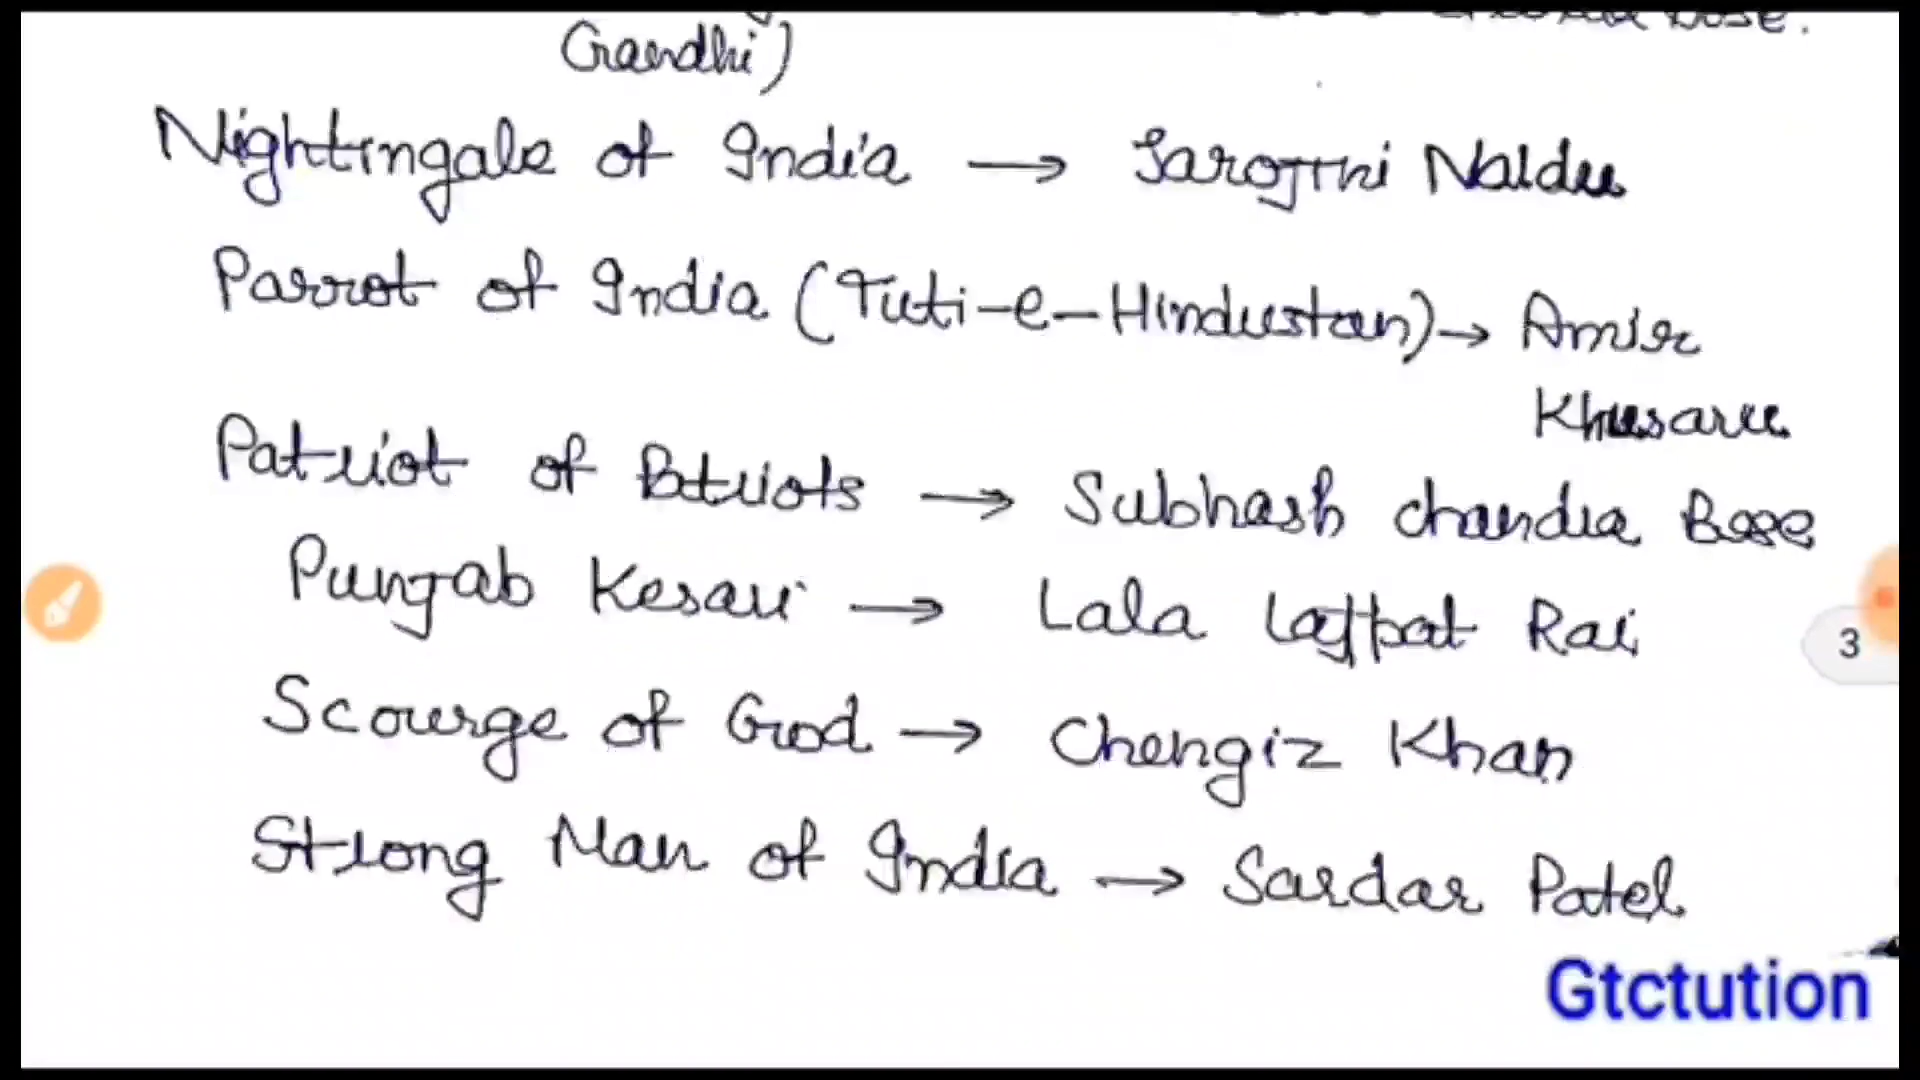 Bose.
Gandhi)
Nightingale of India → Sarojini Naidu
Parrot of India (Tuti-e-Hindustan) → Amir
Khusaru
Patriot of Patriots → Subhash Chandra Bose
Punjab Kesari → Lala Lajpat Rai
3
Scourge of God → Chengiz Khan
Strong Man of India → Sardar Patel
Gtctution